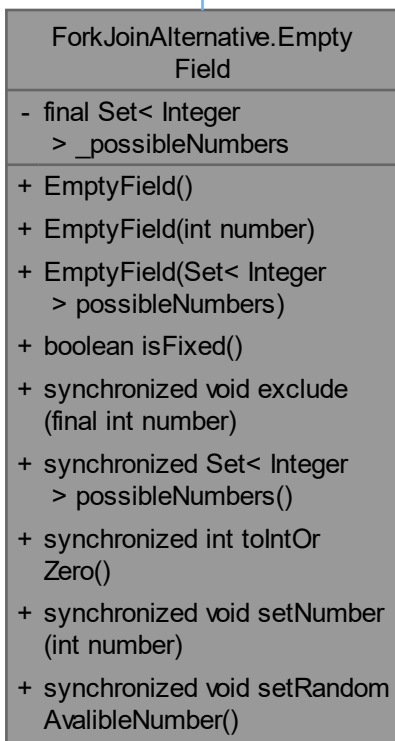 ForkJoinAlternative.Empty
Field
- final Set< Integer
> _possibleNumbers
+ EmptyField()
+ EmptyField(int number)
+ EmptyField(Set< Integer
> possibleNumbers)
+ boolean isFixed()
+ synchronized void exclude
(final int number)
+ synchronized Set< Integer
> possibleNumbers()
+ synchronized int toIntOr
Zero()
+ synchronized void setNumber
(int number)
+ synchronized void setRandom
AvalibleNumber()